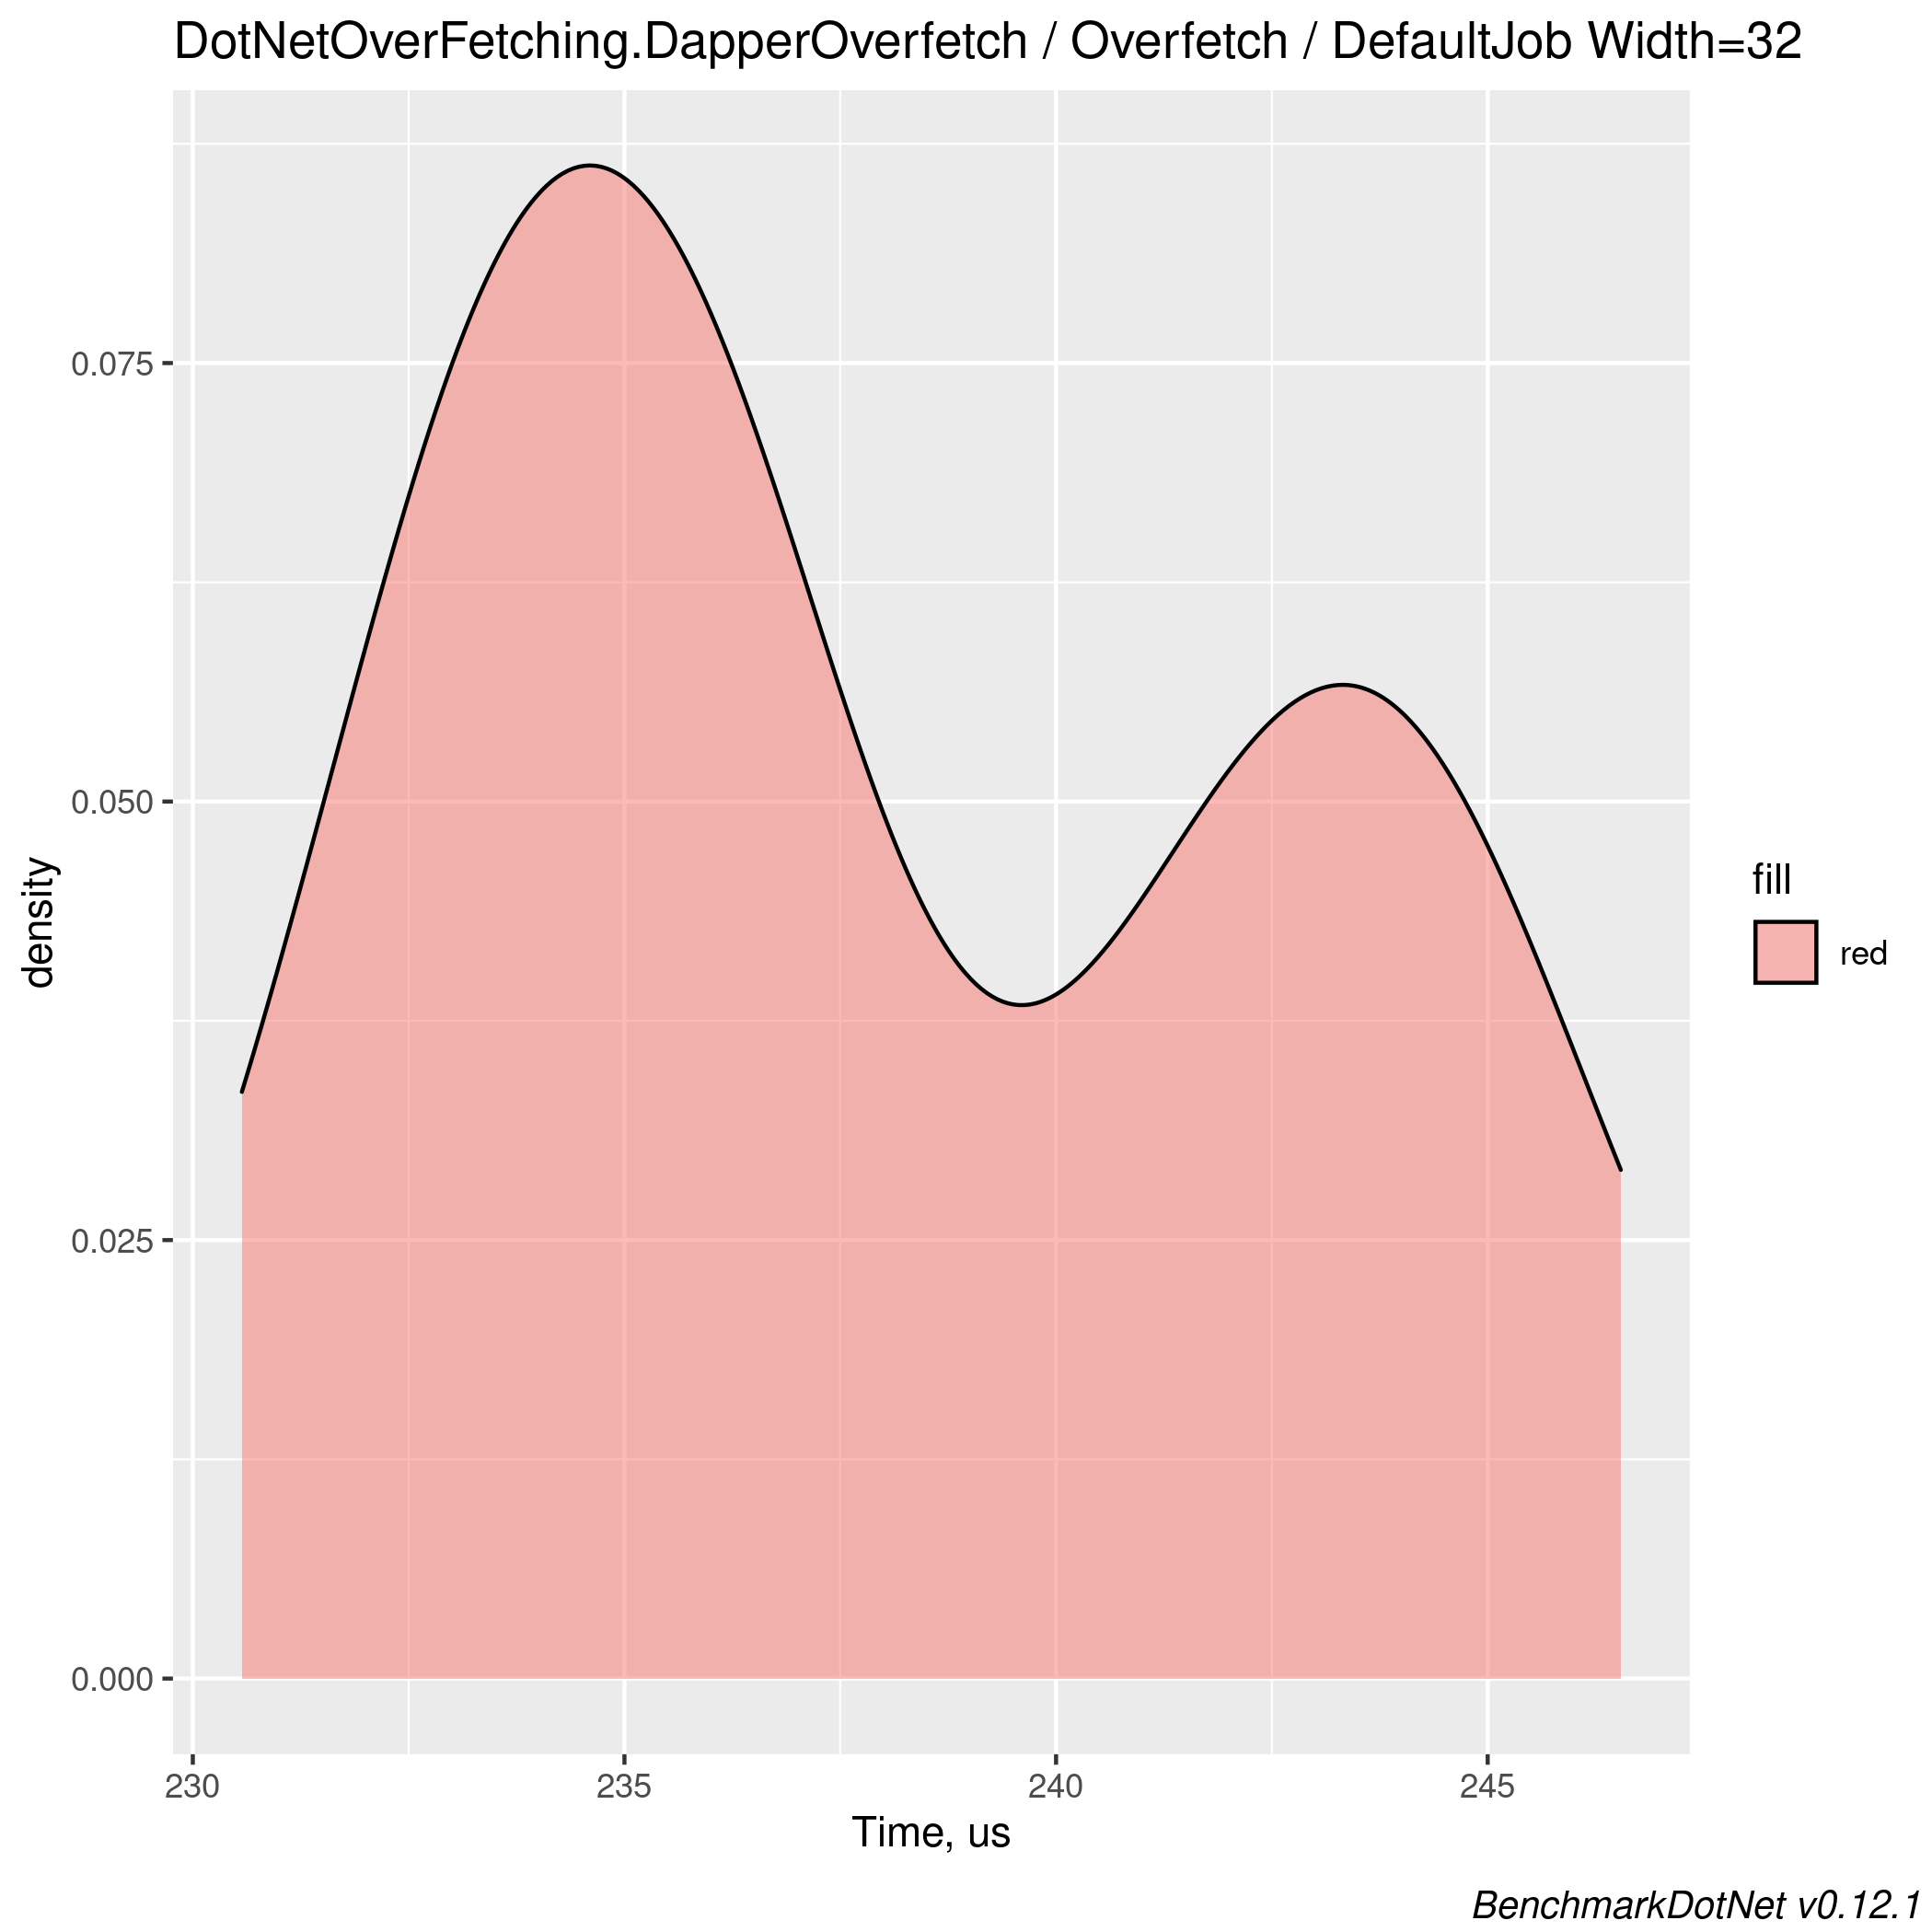 DotNetOverFetching.DapperOverfetch / Overfetch / DefaultJob Width=32
density
0.075
0.050
0.025
0.000
230
235
240
245
Time, us
fill
red
BenchmarkDotNet v0.12.1